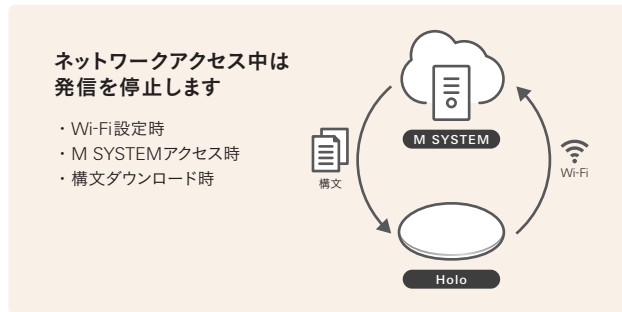 ネットワークアクセス中は
発信を停止します
・Wi-Fi設定時
・M SYSTEMアクセス時
・構文ダウンロード時
M SYSTEM
構文
Wi-Fi
Holo